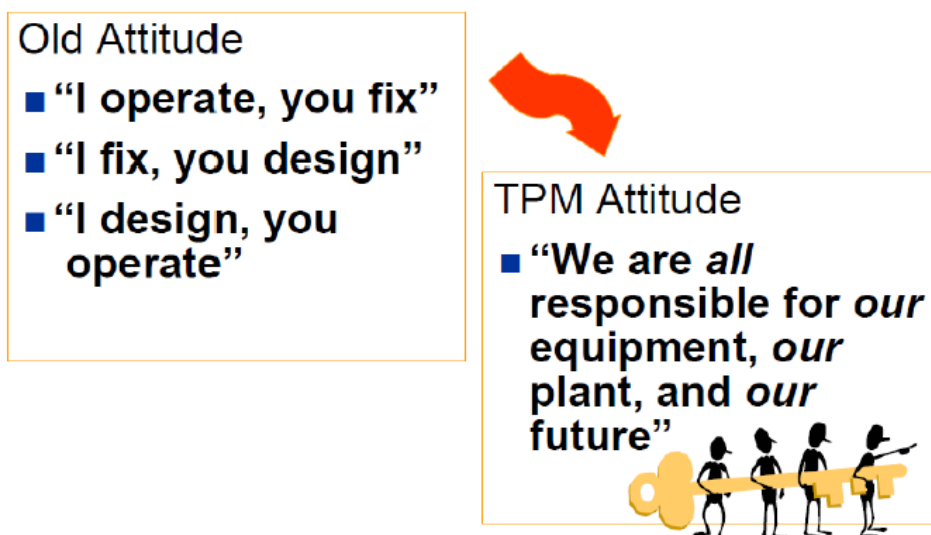 Old Attitude
“I operate, you fix”
“I fix, you design”
“I design, you
operate”
TPM Attitude
“We are all
responsible for our
equipment, our
plant, and our
future”